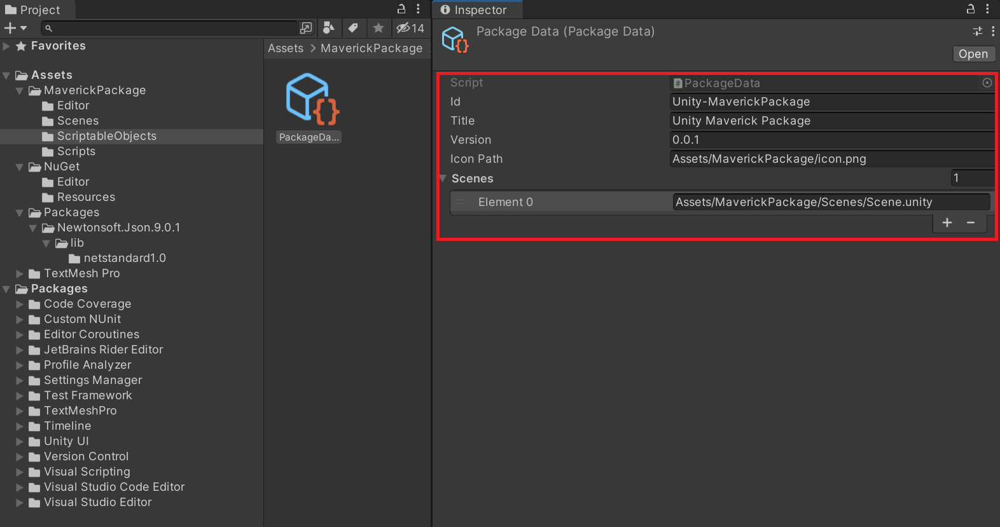 Project
14
Favorites
Assets
MaverickPackage
Editor
Scenes
ScriptableObjects
Scripts
NuGet
Editor
Resources
Packages
Newtonsoft.Json.9.0.1
lib
netstandard1.0
TextMesh Pro
Packages
Code Coverage
Custom NUnit
Editor Coroutines
JetBrains Rider Editor
Profile Analyzer
Settings Manager
Test Framework
TextMeshPro
Timeline
Unity UI
Version Control
Visual Scripting
Visual Studio Code Editor
Visual Studio Editor
Assets > MaverickPackage
{}
PackageDa...
Inspector
{}
Package Data (Package Data)
Open
Script # PackageData
Id Unity-MaverickPackage
Title Unity Maverick Package
Version 0.0.1
Icon Path Assets/MaverickPackage/icon.png
Scenes 1
Element 0 Assets/MaverickPackage/Scenes/Scene.unity
+ −